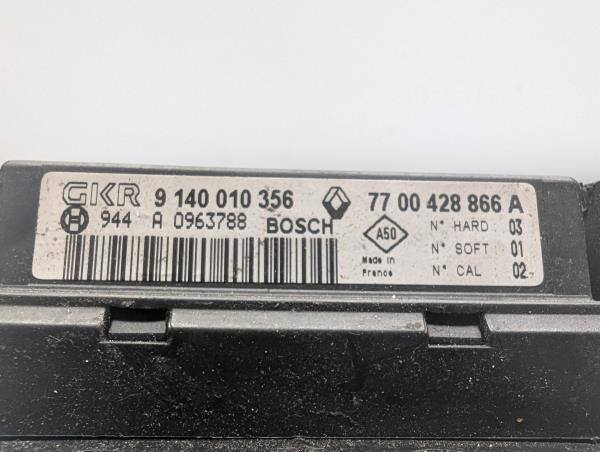 GKR 9 140 010 356 77 00 428 866 A
944 A 0963788 BOSCH A50 N° HARD 03
N° SOFT 01
Made in France N° CAL 02